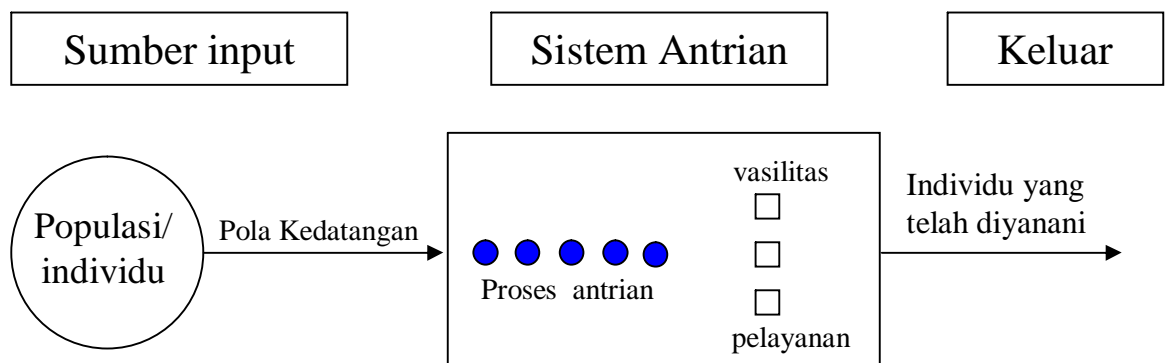 Sumber input
Sistem Antrian
Keluar
Populasi/
individu
Pola Kedatangan
Proses antrian
vasilitas
pelayanan
Individu yang
telah diyanani